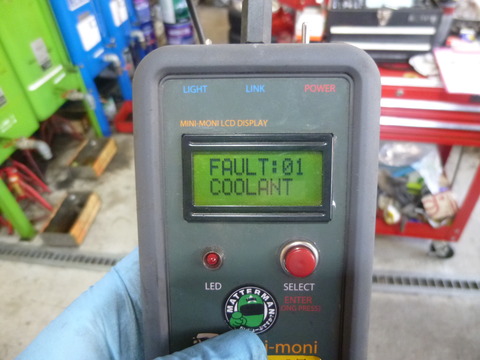 LIGHT LINK POWER
MINI-MONI LCD DISPLAY
FAULT:01
COOLANT
LED SELECT
MATTERMAN
ENTER